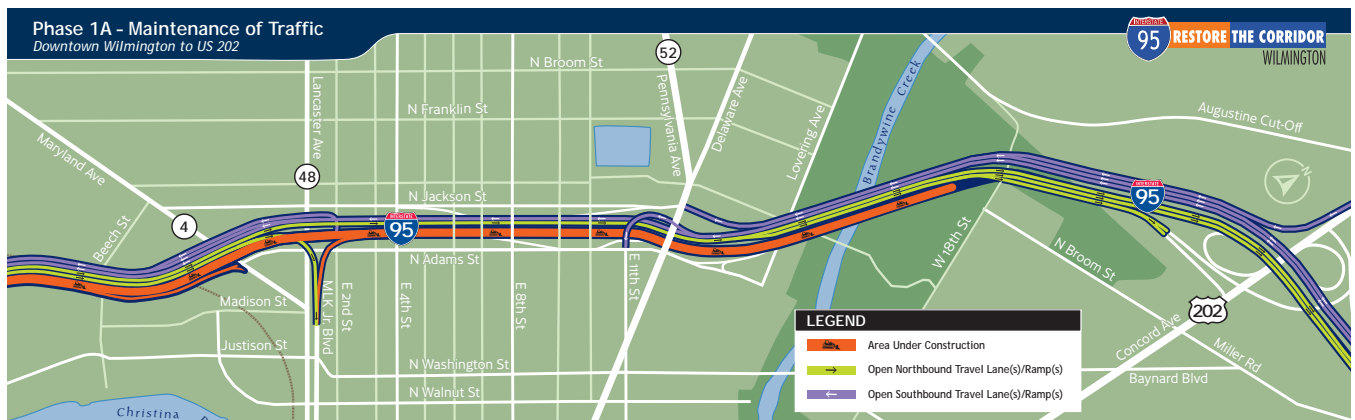 Phase 1A - Maintenance of Traffic
Downtown Wilmington to US 202
INTERSTATE
95
RESTORE THE CORRIDOR
WILMINGTON
N Broom St
52
Lancaster Ave
Pennsylvania Ave
Delaware Ave
Brandywine Creek
N Franklin St
Augustine Cut-Off
Maryland Ave
Lovering Ave
48
N
N Jackson St
INTERSTATE
95
Beech St
4
INTERSTATE
95
W 18th St
N Broom St
N Adams St
E 11th St
Madison St
MLK Jr. Blvd
E 2nd St
E 4th St
E 8th St
202
LEGEND
Area Under Construction
Open Northbound Travel Lane(s)/Ramp(s)
Open Southbound Travel Lane(s)/Ramp(s)
Concord Ave
Miller Rd
Justison St
N Washington St
Baynard Blvd
N Walnut St
Christina